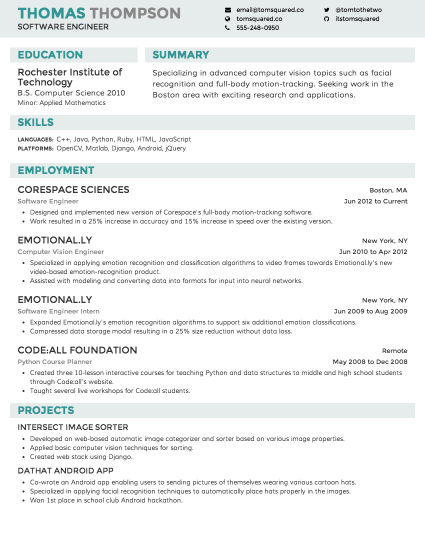 THOMAS THOMPSON
SOFTWARE ENGINEER
email@tomsquared.co
@tomtothetwo
tomsquared.co
itstomsquared
555-248-0950
EDUCATION
Rochester Institute of
Technology
B.S. Computer Science 2010
Minor: Applied Mathematics
SUMMARY
Specializing in advanced computer vision topics such as facial
recognition and full-body motion-tracking. Seeking work in the
Boston area with exciting research and applications.
SKILLS
LANGUAGES: C++, Java, Python, Ruby, HTML, JavaScript
PLATFORMS: OpenCV, Matlab, Django, Android, jQuery
EMPLOYMENT
CORESPACE SCIENCES
Boston, MA
Software Engineer
Jun 2012 to Current
• Designed and implemented new version of Corespace's full-body motion-tracking software.
• Work resulted in a 25% increase in accuracy and 15% increase in speed over the existing version.
EMOTIONAL.LY
New York, NY
Computer Vision Engineer
Jun 2010 to Apr 2012
• Specialized in applying emotion recognition and classification algorithms to video frames towards Emotional.ly's new
video-based emotion-recognition product.
• Assisted with modeling and converting data into formats for input into neural networks.
EMOTIONAL.LY
New York, NY
Software Engineer Intern
Jun 2009 to Aug 2009
• Expanded Emotional.ly's emotion recognition algorithms to support six additional emotion classifications.
• Compressed data storage modal resulting in a 25% size reduction without data loss.
CODE:ALL FOUNDATION
Remote
Python Course Planner
May 2008 to Dec 2008
• Created three 10-lesson interactive courses for teaching Python and data structures to middle and high school students
through Code:all's website.
• Taught several live workshops for Code:all students.
PROJECTS
INTERSECT IMAGE SORTER
• Developed an web-based automatic image categorizer and sorter based on various image properties.
• Applied basic computer vision techniques for sorting.
• Created web stack using Django.
DATHAT ANDROID APP
• Co-wrote an Android app enabling users to sending pictures of themselves wearing various cartoon hats.
• Specialized in applying facial recognition techniques to automatically place hats properly in the images.
• Won 1st place in school club Android hackathon.